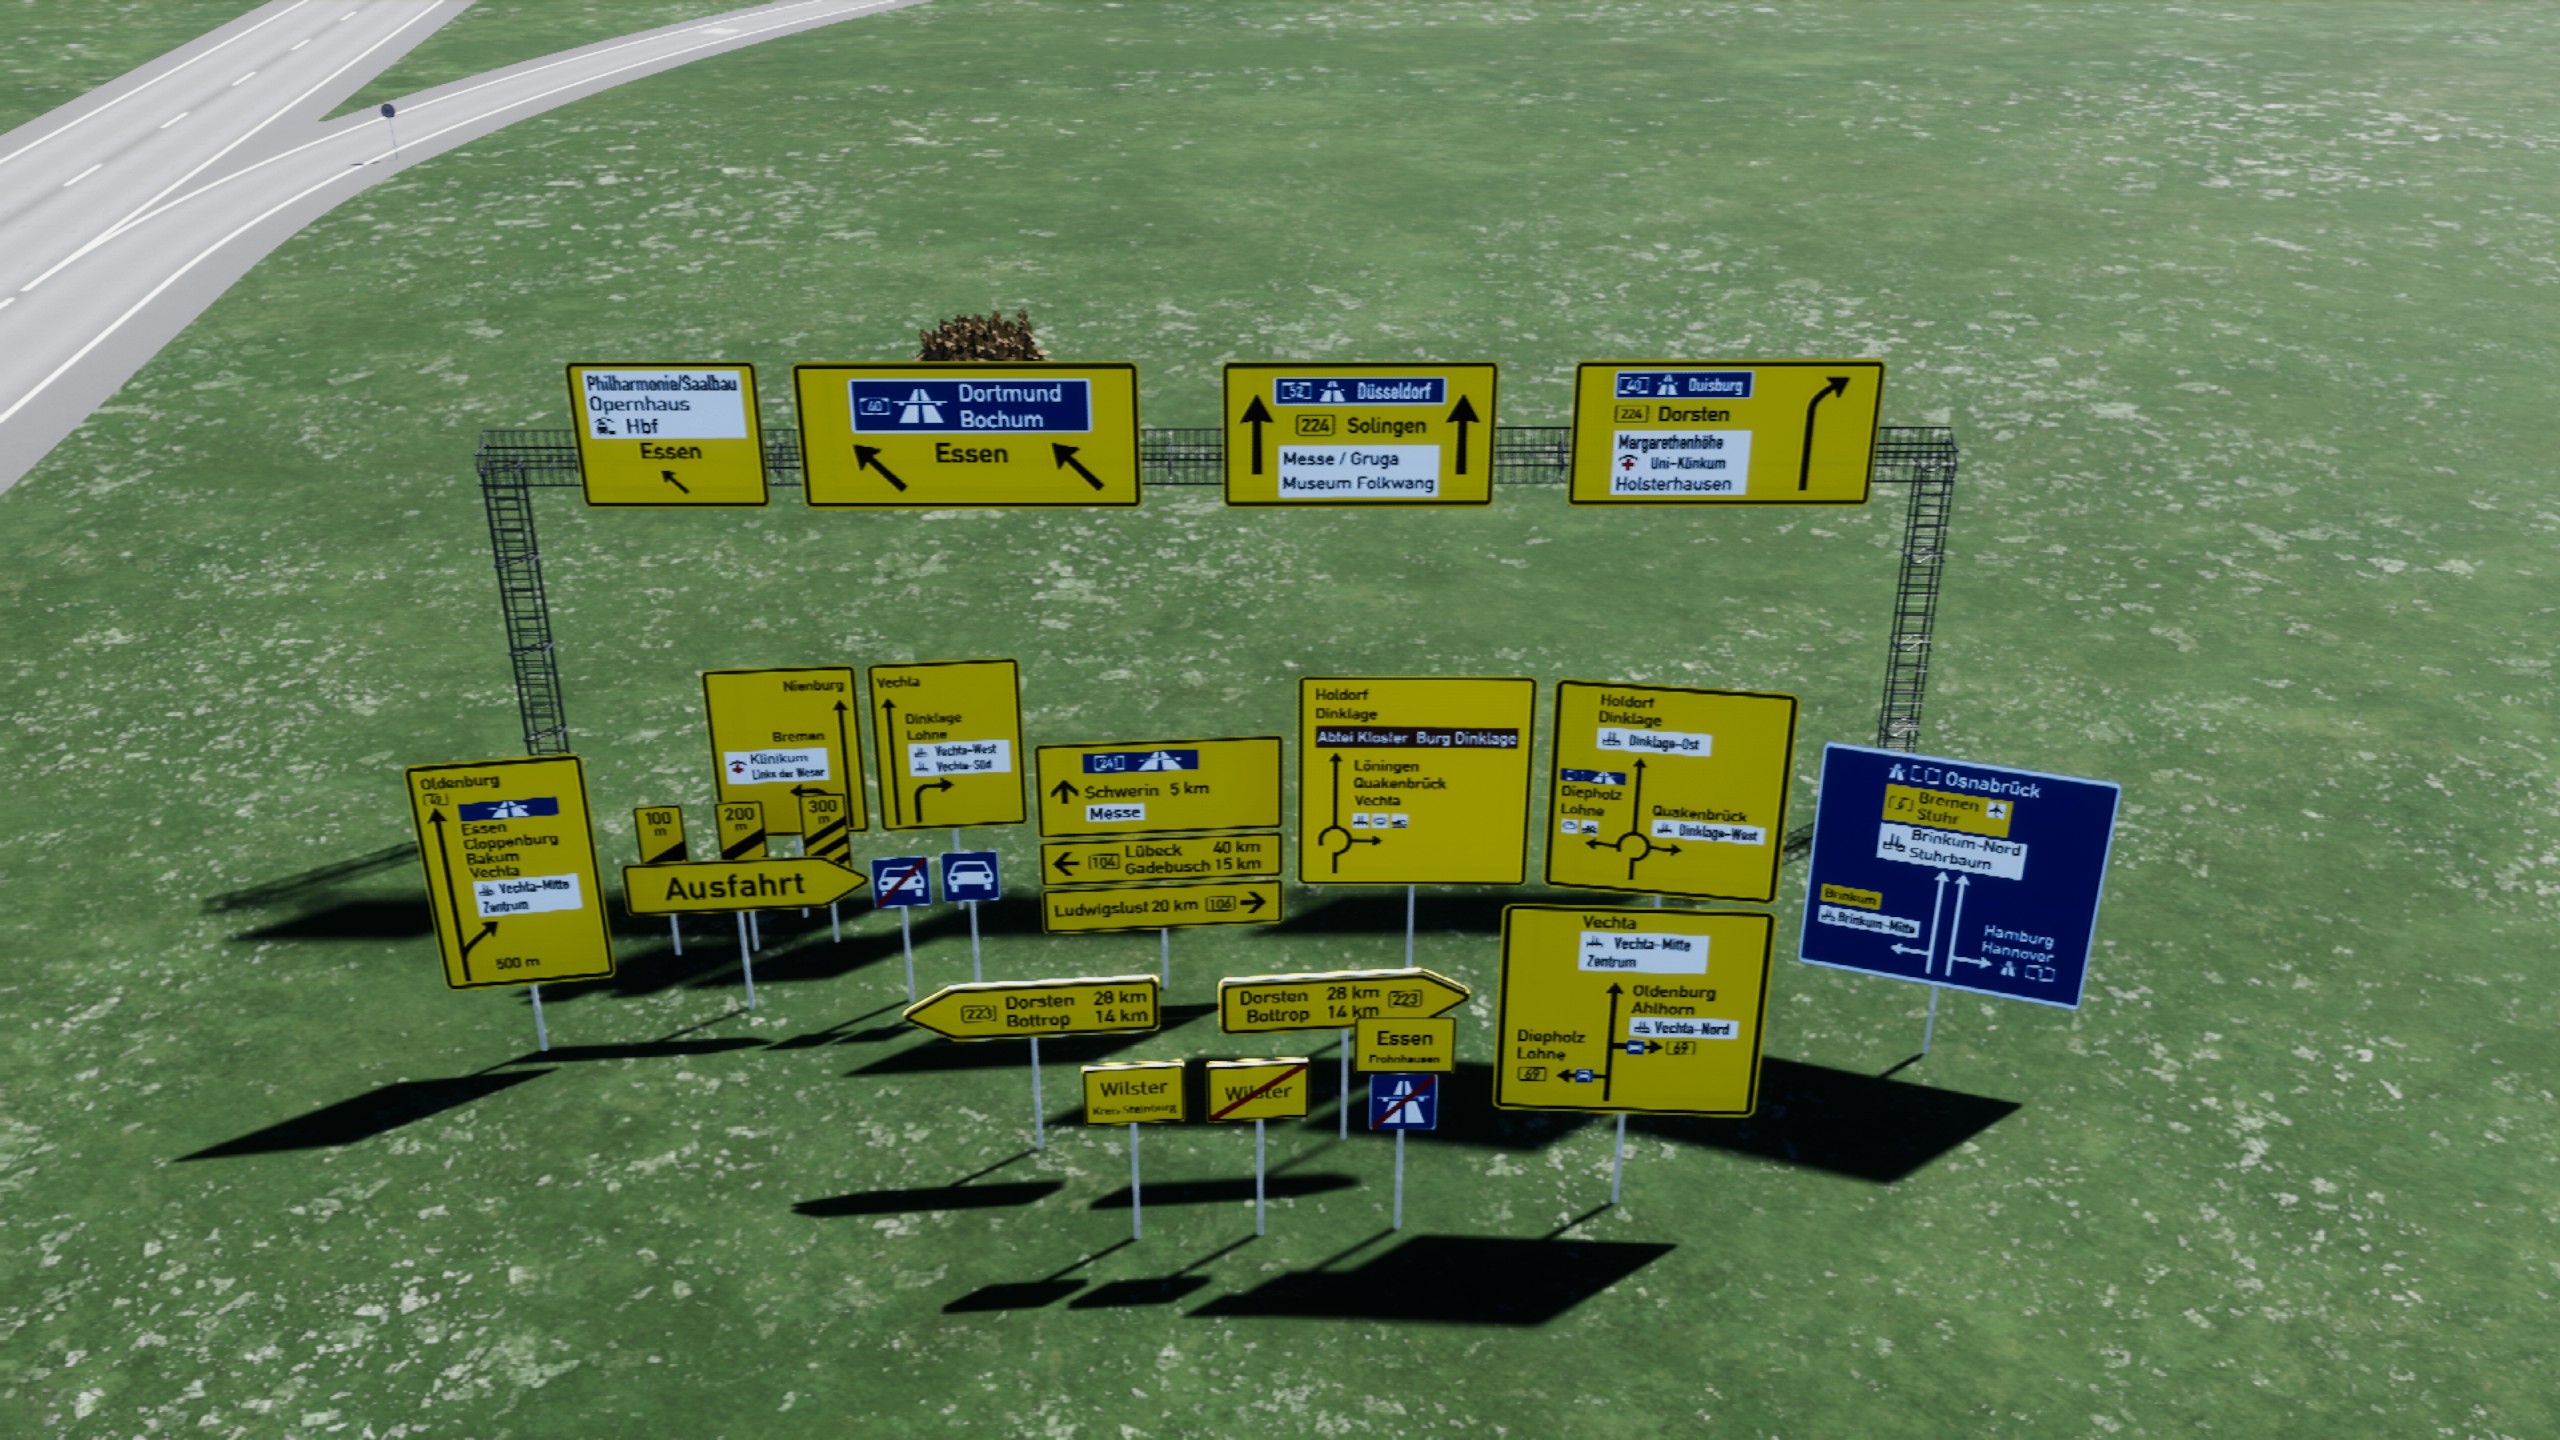 Philharmonie/Saalbau
Opernhaus
Hbf
Essen
40
Dortmund
Bochum
Essen
52 Düsseldorf
224 Solingen
Messe / Gruga
Museum Folkwang
40 Duisburg
224 Dorsten
Margarethenhöhe
Uni-Klinkum
Holsterhausen
Oldenburg
Essen
Cloppenburg
Bakum
Vechta
Vechta-Mitte
Zentrum
500 m
Nienburg
Bremen
Klinikum
Links der Weser
Vechta
Dinklage
Lohne
Vechta-West
Vechta-Süd
100
m
200
m
300
m
Ausfahrt
241
Schwerin 5 km
Messe
104 Lübeck 40 km
Gadebusch 15 km
Ludwigslust 20 km 106
Holdorf
Dinklage
Abtei Kloster Burg Dinklage
Löningen
Quakenbrück
Vechta
Holdorf
Dinklage
Dinklage-Ost
Diepholz
Lohne
Quakenbrück
Dinklage-West
Osnabrück
Bremen
Stuhr
Brinkum-Nord
Stuhrbaum
Brinkum
Brinkum-Mitte
Hamburg
Hannover
223 Dorsten 28 km
Bottrop 14 km
Dorsten 28 km 223
Bottrop 14 km
Essen
Frohnhausen
Wilster
Kreis Steinburg
Wilster
Vechta
Vechta-Mitte
Zentrum
Oldenburg
Ahlhorn
Vechta-Nord
69
Diepholz
Lohne
69